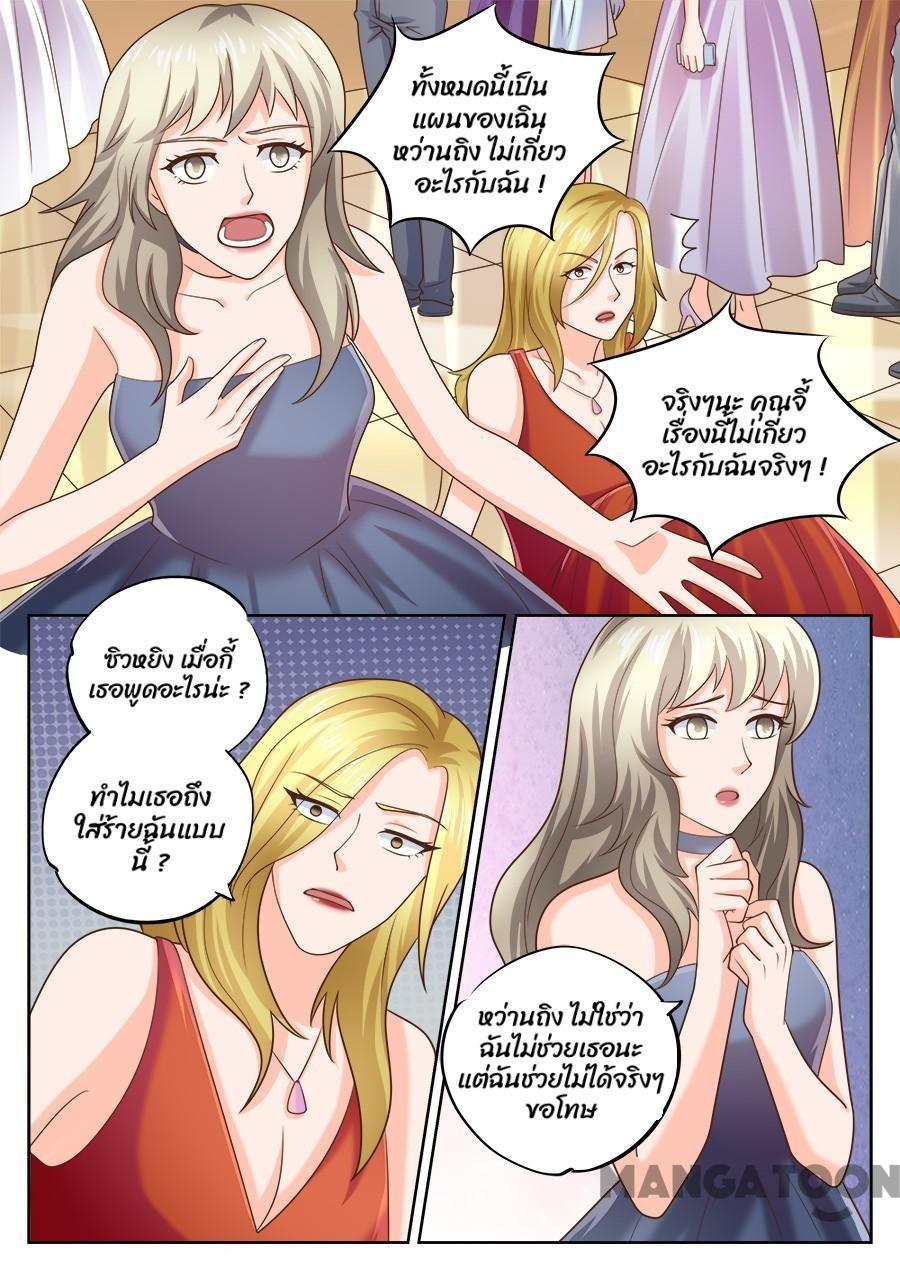 ทั้งหมดนี้เป็น
แผนของเฉิน
หว่านถิง ไม่เกี่ยว
อะไรกับฉัน !
จริงๆนะ คุณจี้
เรื่องนี้ไม่เกี่ยว
อะไรกับฉันจริงๆ !
ซิวหยิง เมื่อกี้
เธอพูดอะไรน่ะ ?
ทำไมเธอถึง
ใส่ร้ายฉันแบบ
นี้ ?
หว่านถิง ไม่ใช่ว่า
ฉันไม่ช่วยเธอนะ
แต่ฉันช่วยไม่ได้จริงๆ
ขอโทษ
MANGATOON